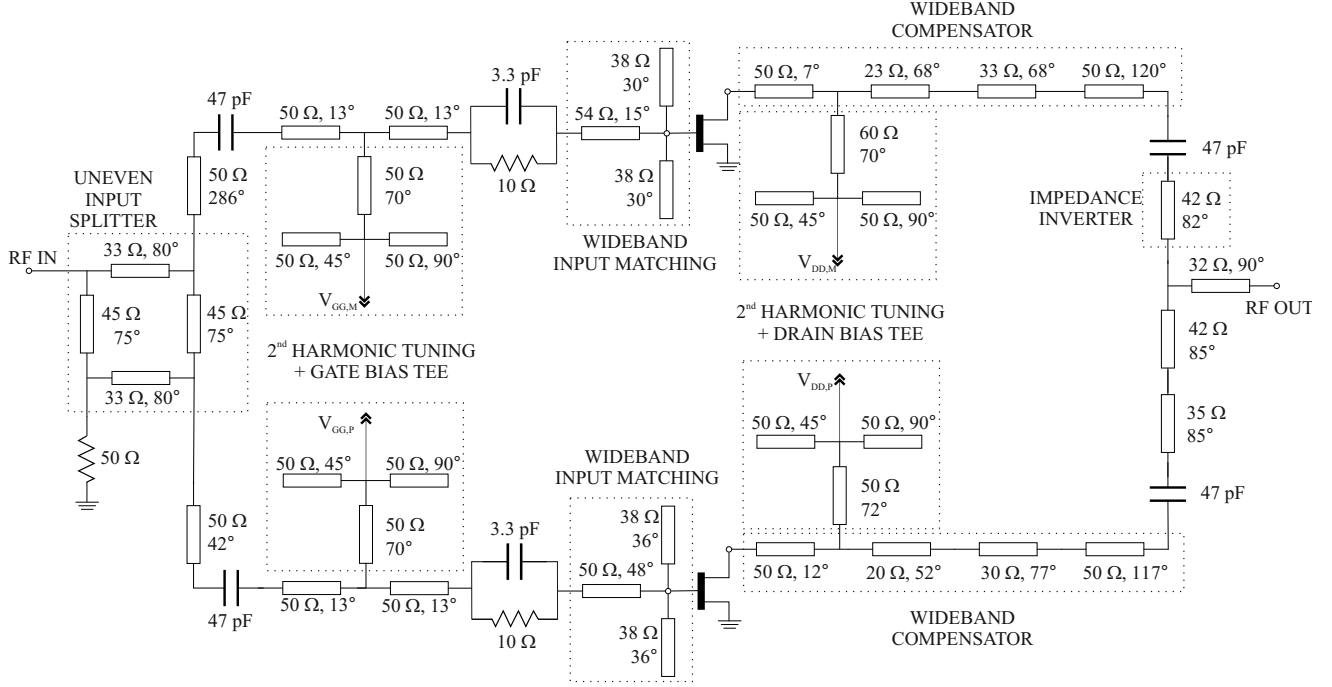 WIDEBAND
COMPENSATOR
50 Ω, 7°
23 Ω, 68°
33 Ω, 68°
50 Ω, 120°
38 Ω
30°
3.3 pF
47 pF
50 Ω, 13°
50 Ω, 13°
54 Ω, 15°
10 Ω
38 Ω
30°
60 Ω
70°
47 pF
UNEVEN
INPUT
SPLITTER
50 Ω
286°
50 Ω
70°
50 Ω, 45°
50 Ω, 90°
WIDEBAND
INPUT MATCHING
50 Ω, 45°
50 Ω, 90°
IMPEDANCE
INVERTER
42 Ω
82°
RF IN
33 Ω, 80°
V_GG,M
V_DD,M
32 Ω, 90°
RF OUT
45 Ω
75°
45 Ω
75°
33 Ω, 80°
2nd HARMONIC TUNING
+ GATE BIAS TEE
2nd HARMONIC TUNING
+ DRAIN BIAS TEE
42 Ω
85°
V_GG,P
V_DD,P
35 Ω
85°
50 Ω
50 Ω, 45°
50 Ω, 90°
WIDEBAND
INPUT MATCHING
50 Ω, 45°
50 Ω, 90°
50 Ω
72°
47 pF
50 Ω
42°
50 Ω
70°
3.3 pF
38 Ω
36°
50 Ω, 48°
47 pF
50 Ω, 13°
50 Ω, 13°
10 Ω
38 Ω
36°
50 Ω, 12°
20 Ω, 52°
30 Ω, 77°
50 Ω, 117°
WIDEBAND
COMPENSATOR